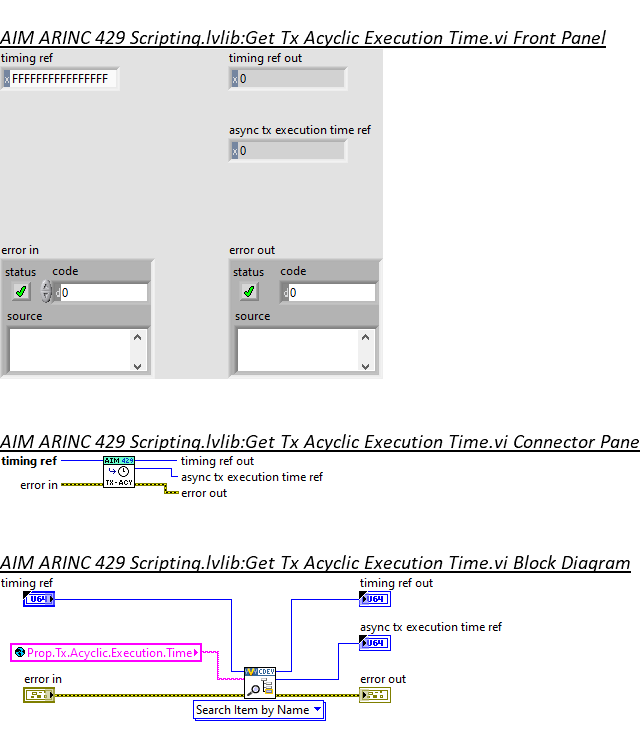 AIM ARINC 429 Scripting.lvlib:Get Tx Acyclic Execution Time.vi Front Panel
timing ref
timing ref out
x FFFFFFFFFFFFFFFF
x 0
async tx execution time ref
x 0
error in
error out
status code
status code
d 0
d 0
source
source
AIM ARINC 429 Scripting.lvlib:Get Tx Acyclic Execution Time.vi Connector Pane
timing ref
AIM 429
timing ref out
async tx execution time ref
error in
TX-ACY
error out
AIM ARINC 429 Scripting.lvlib:Get Tx Acyclic Execution Time.vi Block Diagram
timing ref
timing ref out
U64
U64
async tx execution time ref
U64
Prop.Tx.Acyclic.Execution.Time
CDEV
error in
error out
Search Item by Name